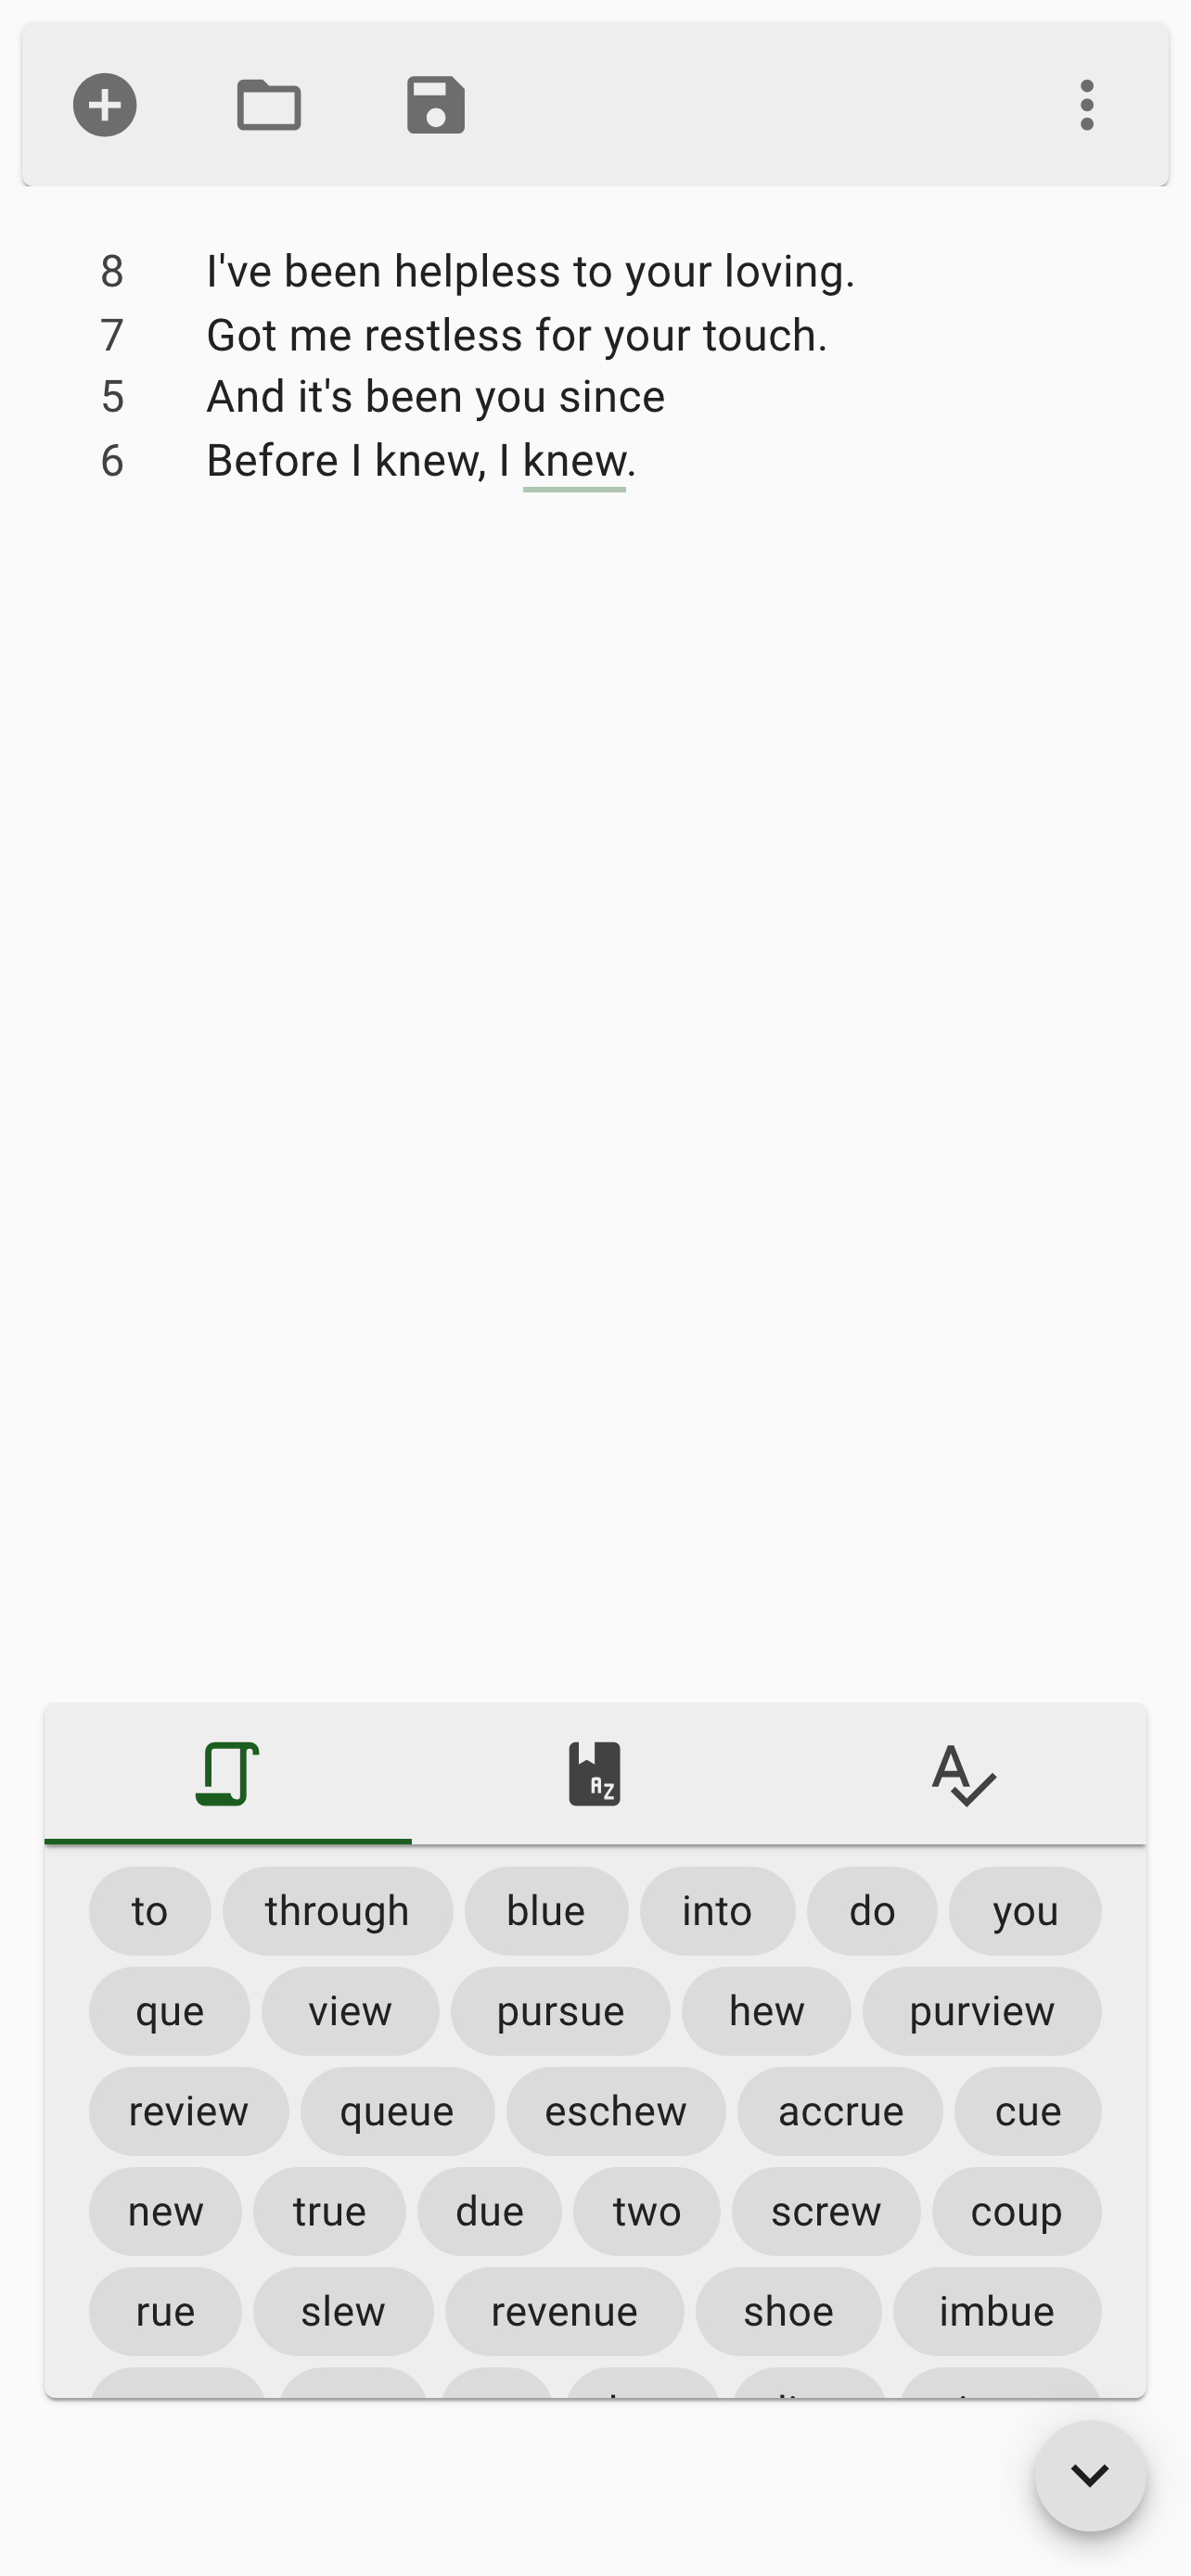 8 I've been helpless to your loving.
7 Got me restless for your touch.
5 And it's been you since
6 Before I knew, I knew.
A
AZ
to through blue into do you
que view pursue hew purview
review queue eschew accrue cue
new true due two screw coup
rue slew revenue shoe imbue